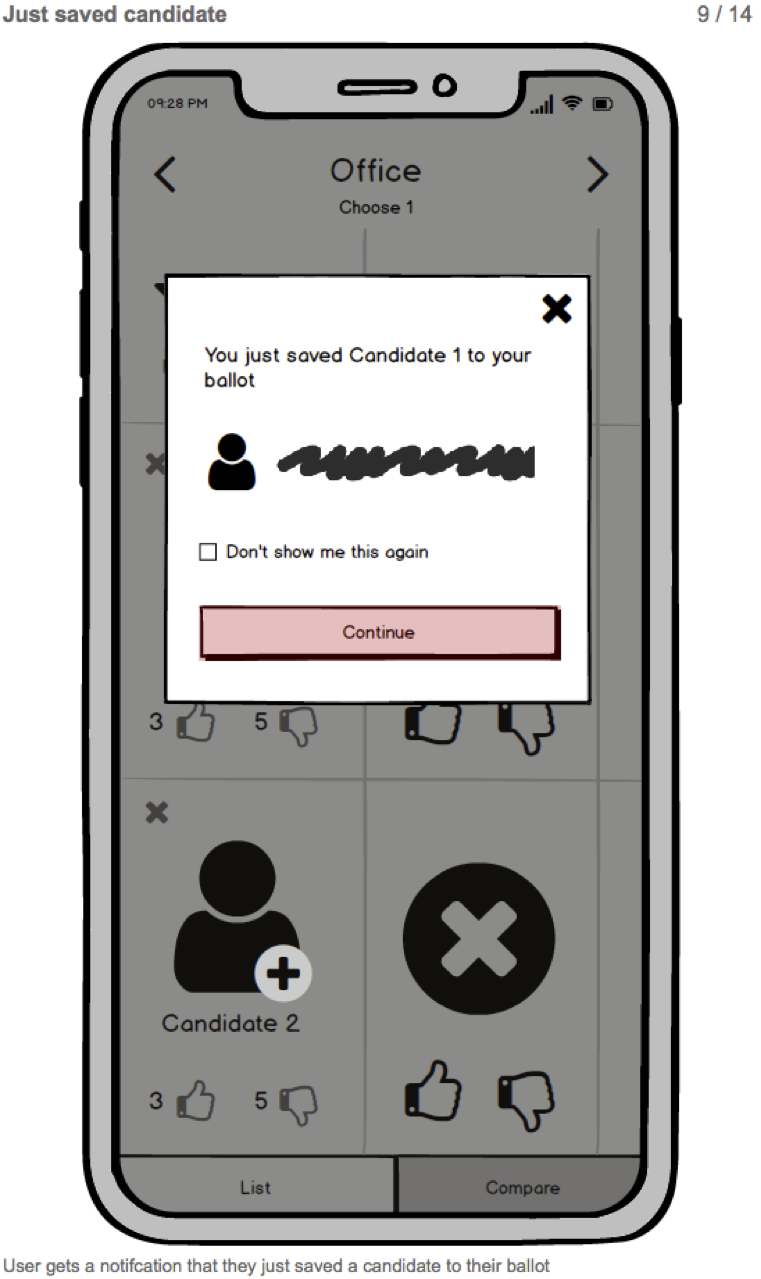 Just saved candidate 9 / 14
09:28 PM
Office
Choose 1
You just saved Candidate 1 to your
ballot
Don't show me this again
Continue
3 5
Candidate 2
3 5
List Compare
User gets a notifcation that they just saved a candidate to their ballot